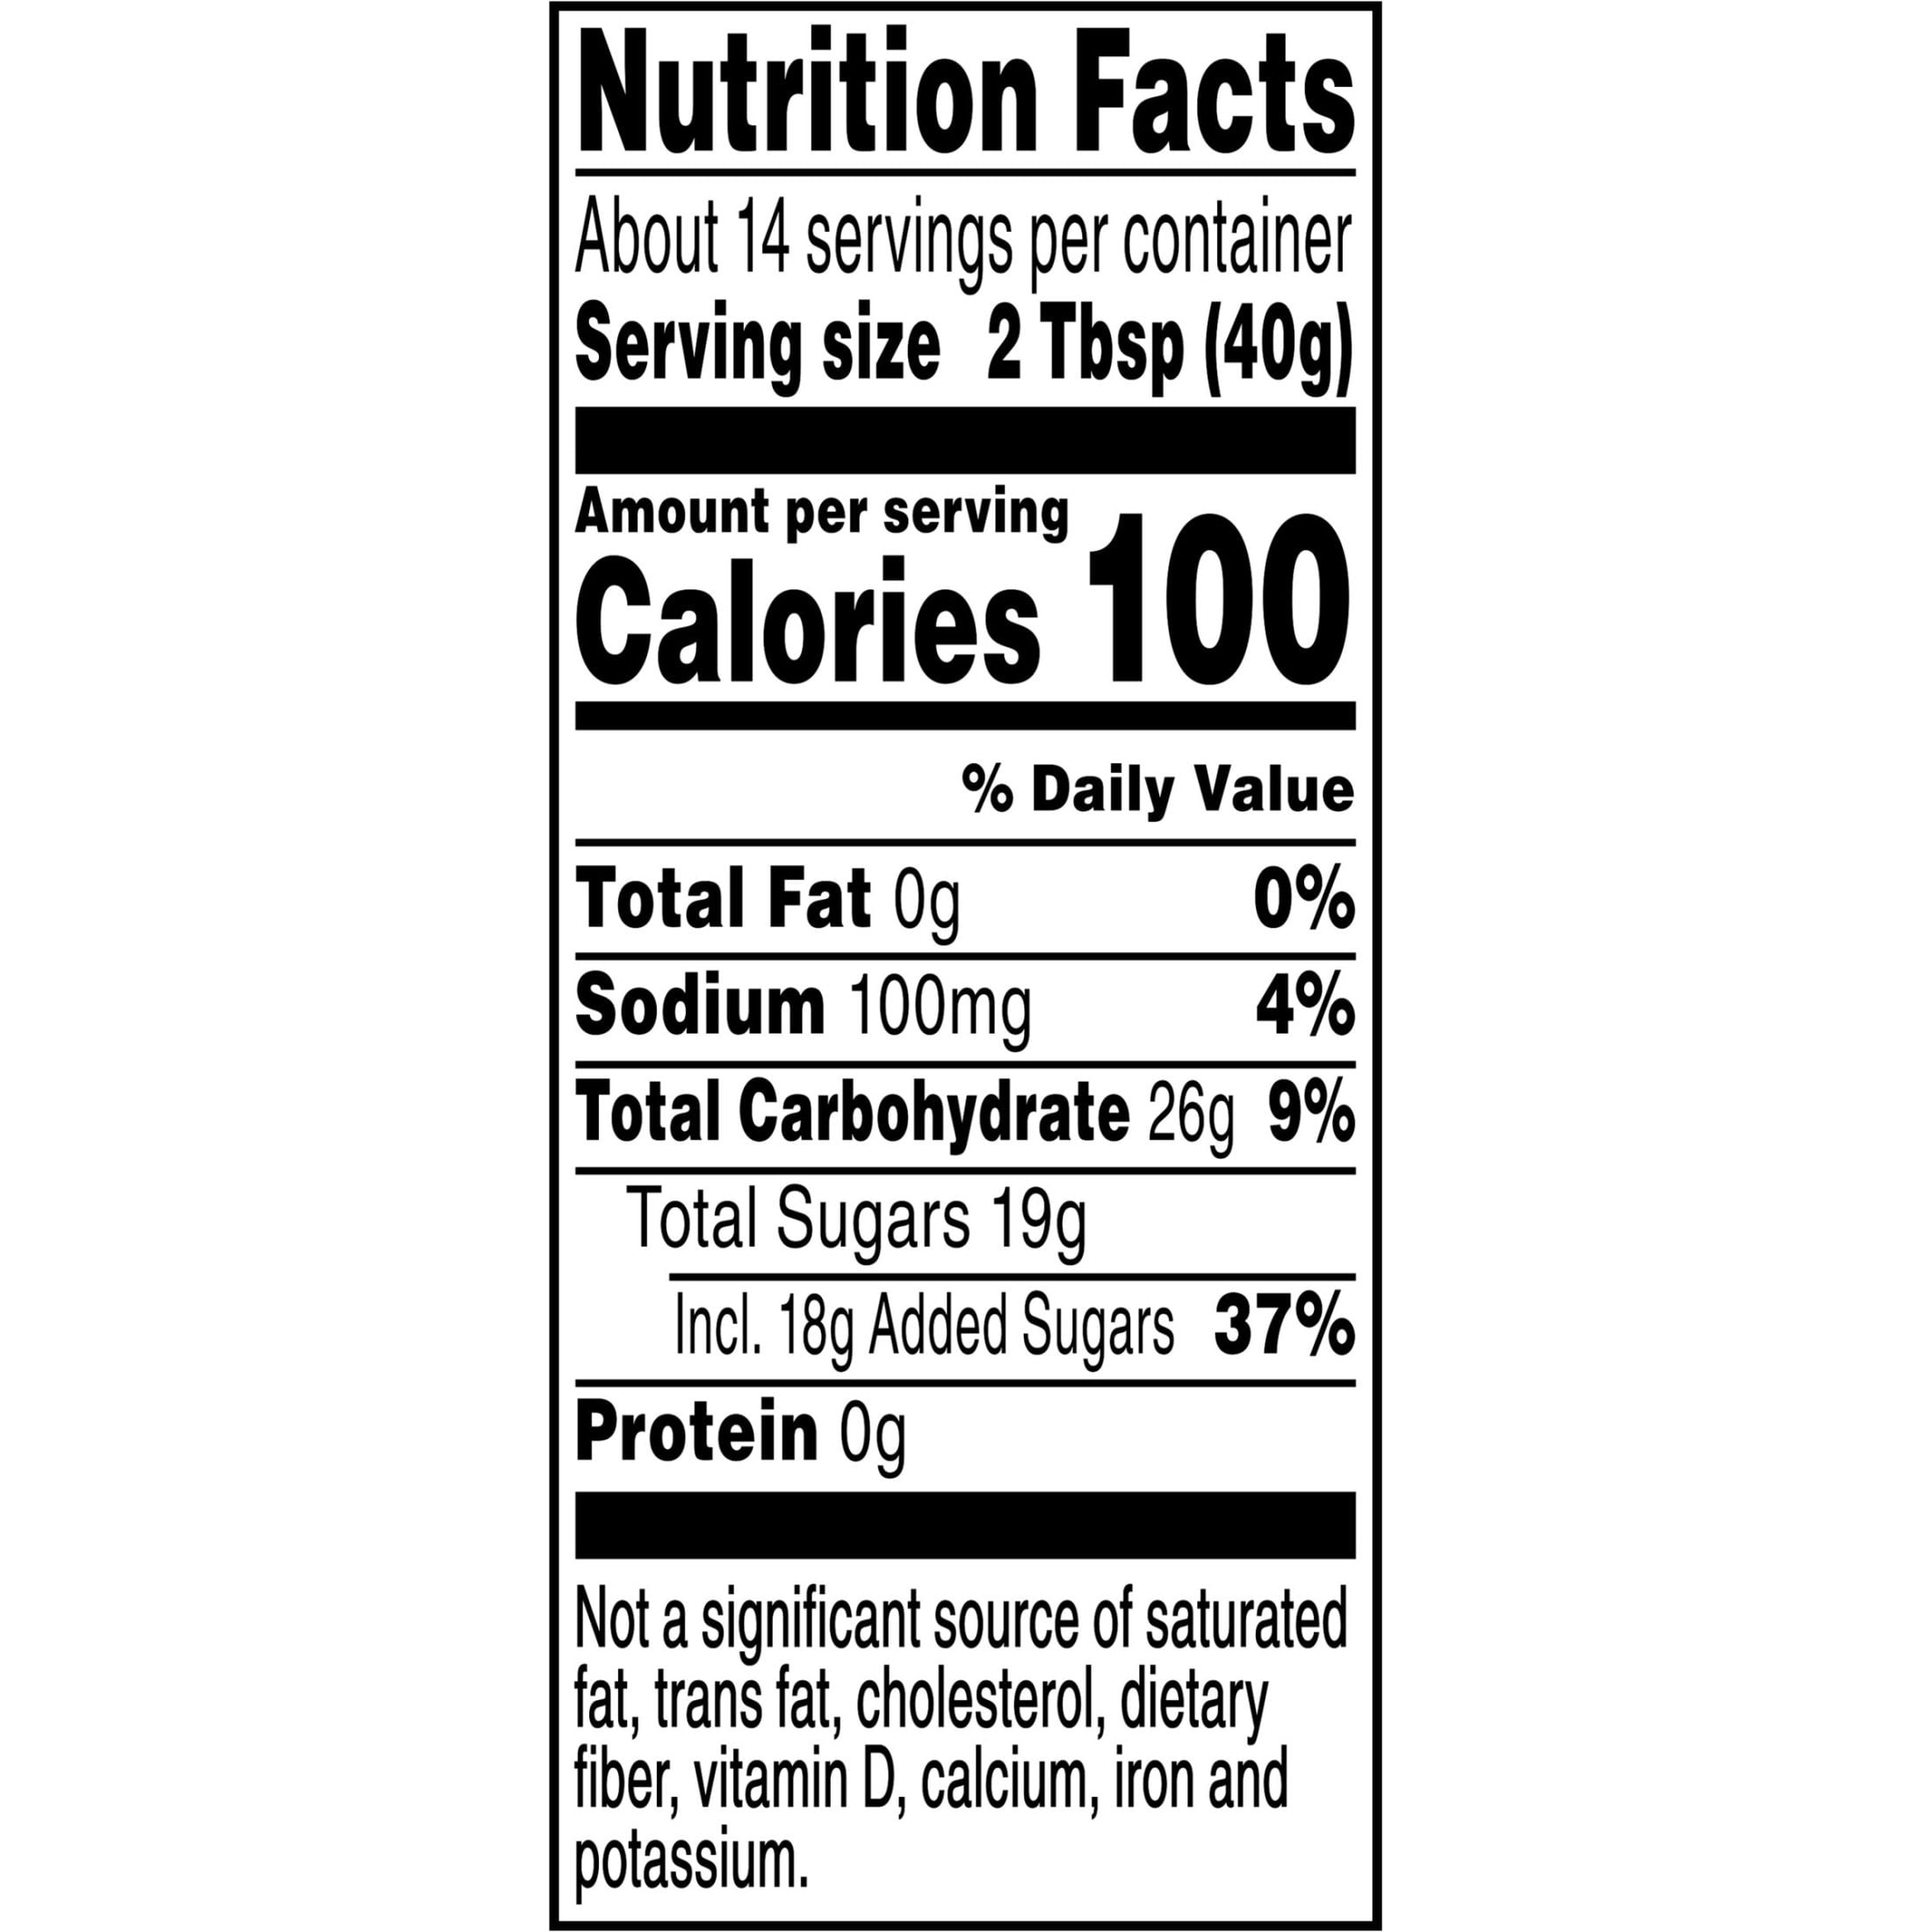 Nutrition Facts
About 14 servings per container
Serving size 2 Tbsp (40g)
Amount per serving
Calories 100
% Daily Value
Total Fat 0g 0%
Sodium 100mg 4%
Total Carbohydrate 26g 9%
Total Sugars 19g
Incl. 18g Added Sugars 37%
Protein 0g
Not a significant source of saturated
fat, trans fat, cholesterol, dietary
fiber, vitamin D, calcium, iron and
potassium.